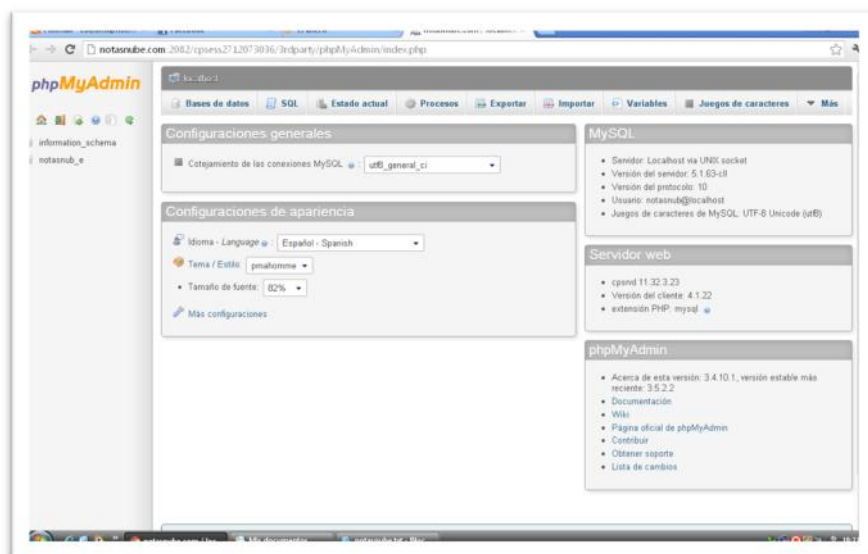 notasnube.com:2082/cpsess2712073036/3rdparty/phpMyAdmin/index.php
phpMyAdmin
information_schema
notasnub_e
localhost
Bases de datos
SQL
Estado actual
Procesos
Exportar
Importar
Variables
Juegos de caracteres
Más
Configuraciones generales
Cotejamiento de las conexiones MySQL : utf8_general_ci
Configuraciones de apariencia
Idioma - Language : Español - Spanish
Tema / Estilo: pmahomme
Tamaño de fuente: 82%
Más configuraciones
MySQL
Servidor: Localhost via UNIX socket
Versión del servidor: 5.1.63-cll
Versión del protocolo: 10
Usuario: notasnub@localhost
Juegos de caracteres de MySQL: UTF-8 Unicode (utf8)
Servidor web
cpsrvd 11.32.3.23
Versión del cliente: 4.1.22
extensión PHP: mysql
phpMyAdmin
Acerca de esta versión: 3.4.10.1, versión estable más
reciente: 3.5.2.2
Documentación
Wiki
Página oficial de phpMyAdmin
Contribuir
Obtener soporte
Lista de cambios
Mis documentos